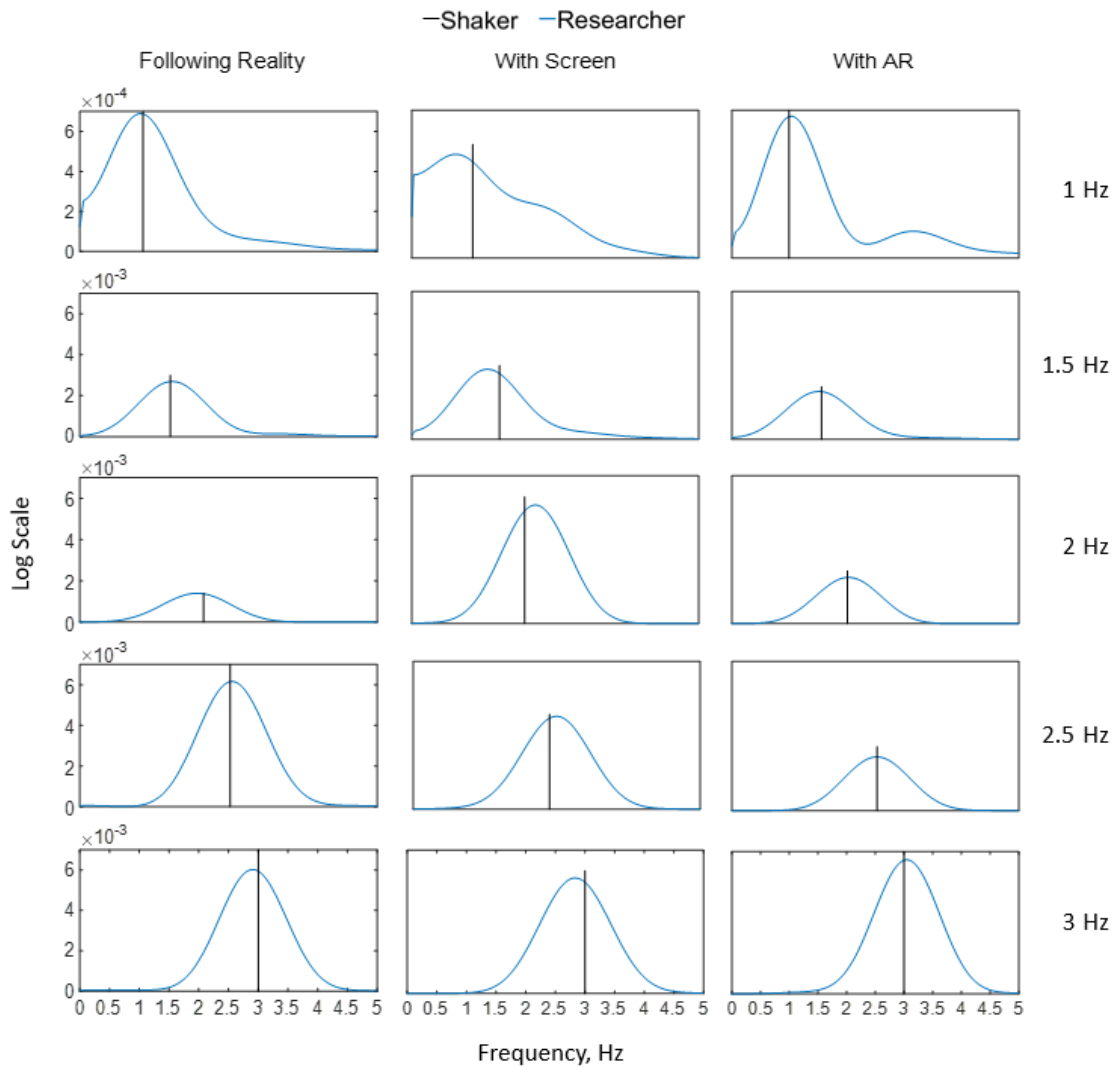 Shaker Researcher
Following Reality With Screen With AR
×10⁻⁴
6
4
2
0
1 Hz
×10⁻³
6
4
2
0
1.5 Hz
×10⁻³
6
4
2
0
2 Hz
Log Scale
×10⁻³
6
4
2
0
2.5 Hz
×10⁻³
6
4
2
0
3 Hz
0 0.5 1 1.5 2 2.5 3 3.5 4 4.5 5 0 0.5 1 1.5 2 2.5 3 3.5 4 4.5 5 0 0.5 1 1.5 2 2.5 3 3.5 4 4.5 5
Frequency, Hz